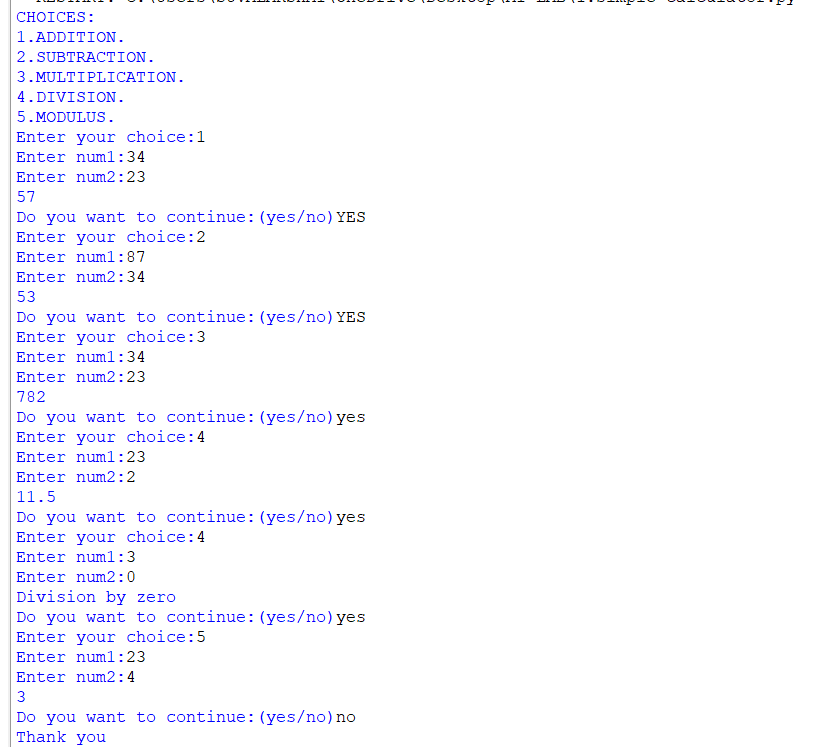 CHOICES:
1.ADDITION.
2.SUBTRACTION.
3.MULTIPLICATION.
4.DIVISION.
5.MODULUS.
Enter your choice:1
Enter num1:34
Enter num2:23
57
Do you want to continue:(yes/no)YES
Enter your choice:2
Enter num1:87
Enter num2:34
53
Do you want to continue:(yes/no)YES
Enter your choice:3
Enter num1:34
Enter num2:23
782
Do you want to continue:(yes/no)yes
Enter your choice:4
Enter num1:23
Enter num2:2
11.5
Do you want to continue:(yes/no)yes
Enter your choice:4
Enter num1:3
Enter num2:0
Division by zero
Do you want to continue:(yes/no)yes
Enter your choice:5
Enter num1:23
Enter num2:4
3
Do you want to continue:(yes/no)no
Thank you